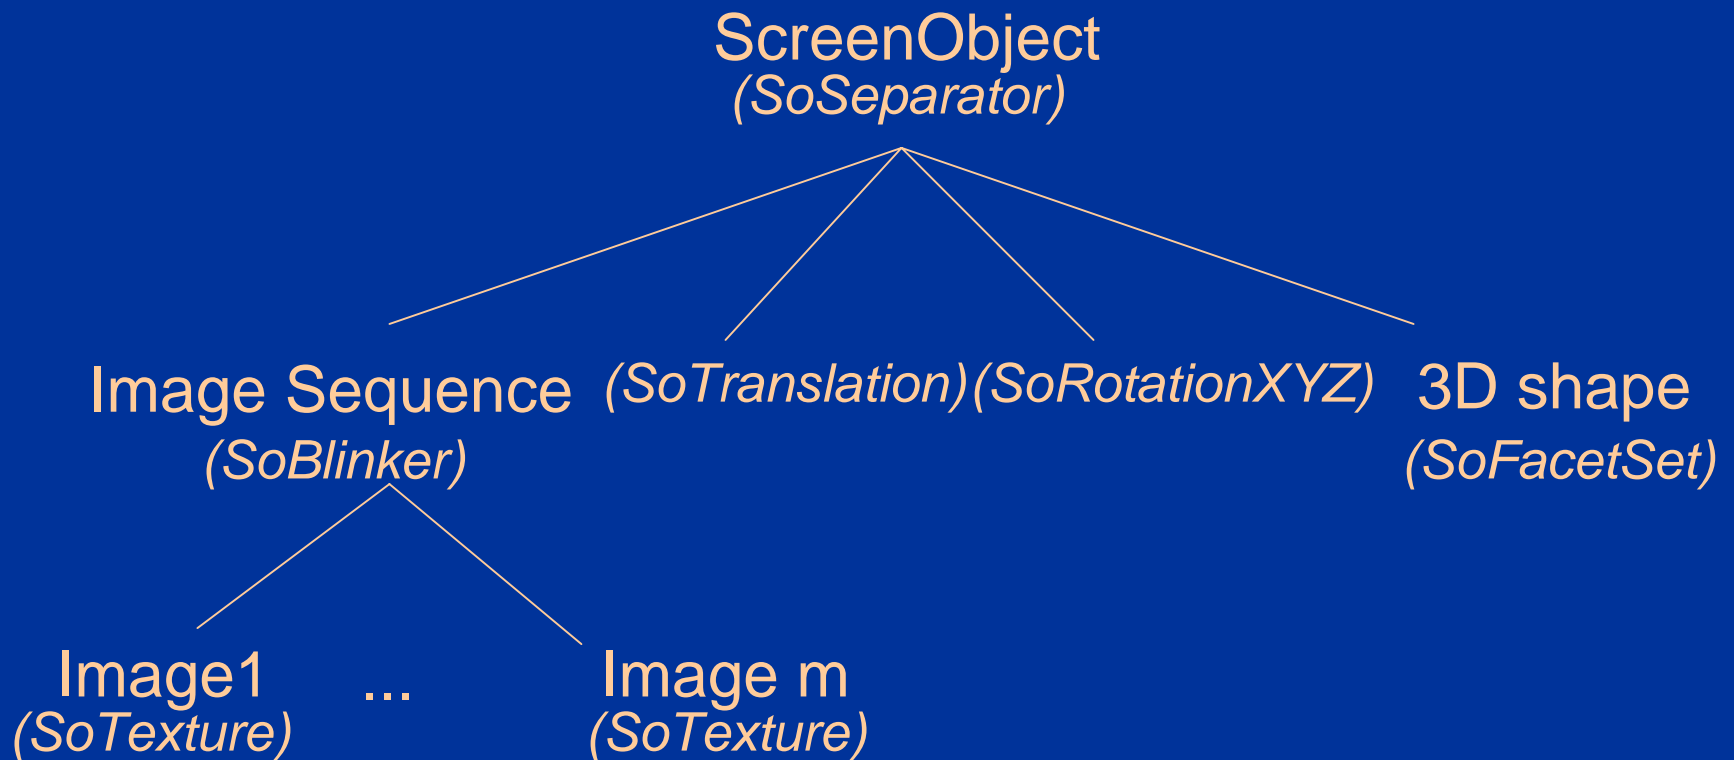 ScreenObject
(SoSeparator)
Image Sequence (SoTranslation)(SoRotationXYZ) 3D shape
(SoBlinker) (SoFacetSet)
Image1 ... Image m
(SoTexture) (SoTexture)